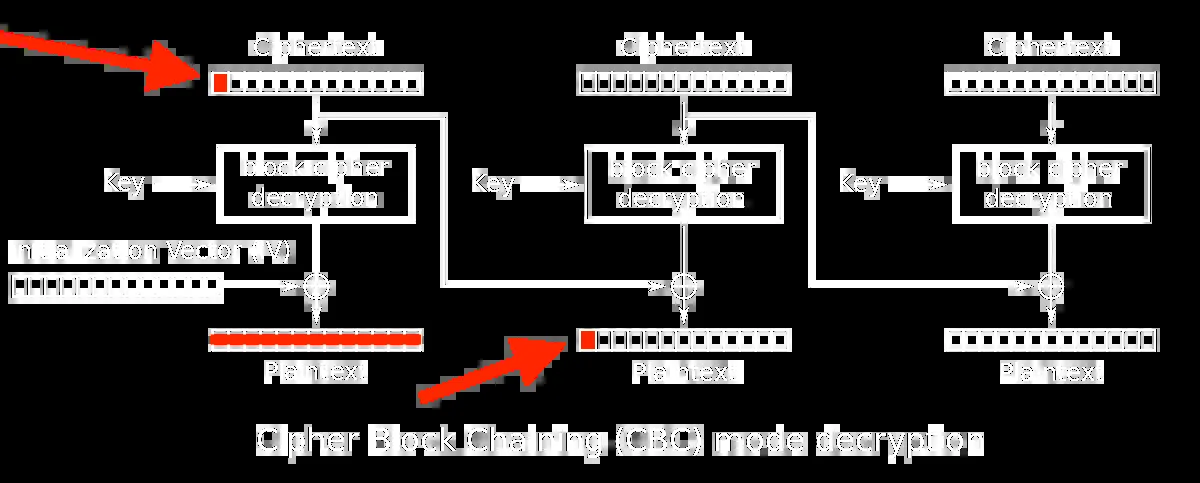 Ciphertext Ciphertext Ciphertext
Key block cipher decryption Key block cipher decryption Key block cipher decryption
Initialization Vector (IV)
Plaintext Plaintext Plaintext
Cipher Block Chaining (CBC) mode decryption